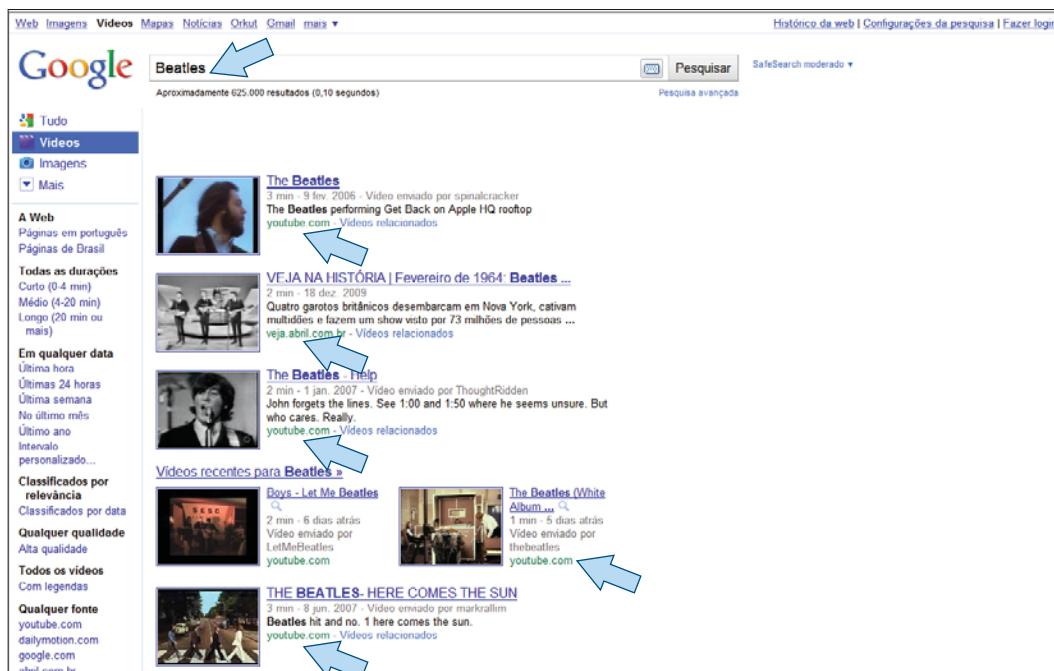 Web Imagens Vídeos Mapas Notícias Orkut Gmail mais ▼
Histórico da web | Configurações da pesquisa | Fazer login
Google
Beatles
Pesquisar
SafeSearch moderado ▼
Aproximadamente 625.000 resultados (0,10 segundos)
Pesquisa avançada
Tudo
Vídeos
Imagens
Mais
A Web
Páginas em português
Páginas de Brasil
Todas as durações
Curto (0-4 min)
Médio (4-20 min)
Longo (20 min ou
mais)
Em qualquer data
Última hora
Últimas 24 horas
Última semana
No último mês
Último ano
Intervalo
personalizado...
Classificados por
relevância
Classificados por data
Qualquer qualidade
Alta qualidade
Todos os vídeos
Com legendas
Qualquer fonte
youtube.com
dailymotion.com
google.com
abril.com.br
The Beatles
3 min - 9 fev. 2006 - Vídeo enviado por spinalcracker
The Beatles performing Get Back on Apple HQ rooftop
youtube.com - Vídeos relacionados
VEJA NA HISTÓRIA | Fevereiro de 1964: Beatles ...
2 min - 18 dez. 2009
Quatro garotos britânicos desembarcam em Nova York, cativam
multidões e fazem um show visto por 73 milhões de pessoas ...
veja.abril.com.br - Vídeos relacionados
The Beatles - Help
2 min - 1 jan. 2007 - Vídeo enviado por ThoughtRidden
John forgets the lines. See 1:00 and 1:50 where he seems unsure. But
who cares. Really.
youtube.com - Vídeos relacionados
Vídeos recentes para Beatles »
SESC
Boys - Let Me Beatles
2 min - 6 dias atrás
Vídeo enviado por
LetMeBeatles
youtube.com
The Beatles (White
Album ...
1 min - 5 dias atrás
Vídeo enviado por
thebeatles
youtube.com
THE BEATLES- HERE COMES THE SUN
3 min - 8 jun. 2007 - Vídeo enviado por markrallim
Beatles hit and no. 1 here comes the sun.
youtube.com - Vídeos relacionados